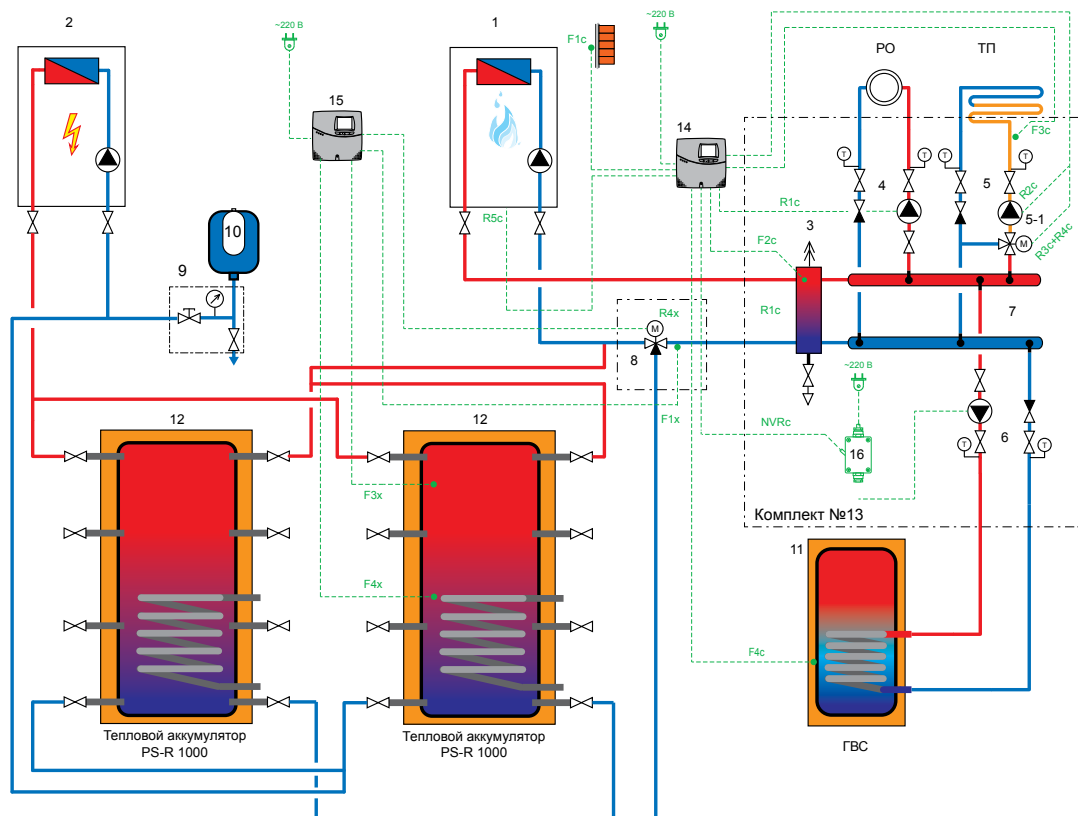 2
~220 В
1
F1c
~220 В
РО
ТП
15
14
F3c
T
T
T
T
4
5
R2c
R1c
5-1
R5c
3
M
R3c+R4c
10
F2c
9
R4x
R1c
7
M
8
~220 В
12
12
F1x
NVRc
6
16
T
T
F3x
Комплект №13
11
F4x
F4c
Тепловой аккумулятор
PS-R 1000
Тепловой аккумулятор
PS-R 1000
ГВС